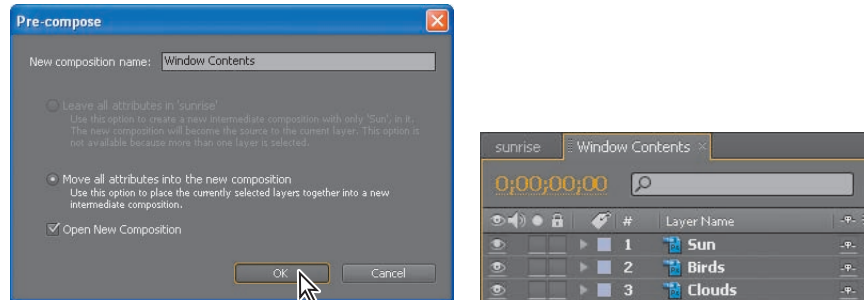 Pre-compose
New composition name: Window Contents
Leave all attributes in 'sunrise'
Use this option to create a new intermediate composition with only 'Sun', in it.
The new composition will become the source to the current layer. This option is
not available because more than one layer is selected.
Move all attributes into the new composition
Use this option to place the currently selected layers together into a new
intermediate composition.
Open New Composition
OK Cancel
sunrise Window Contents
0;00;00;00
# Layer Name
1 Sun
2 Birds
3 Clouds